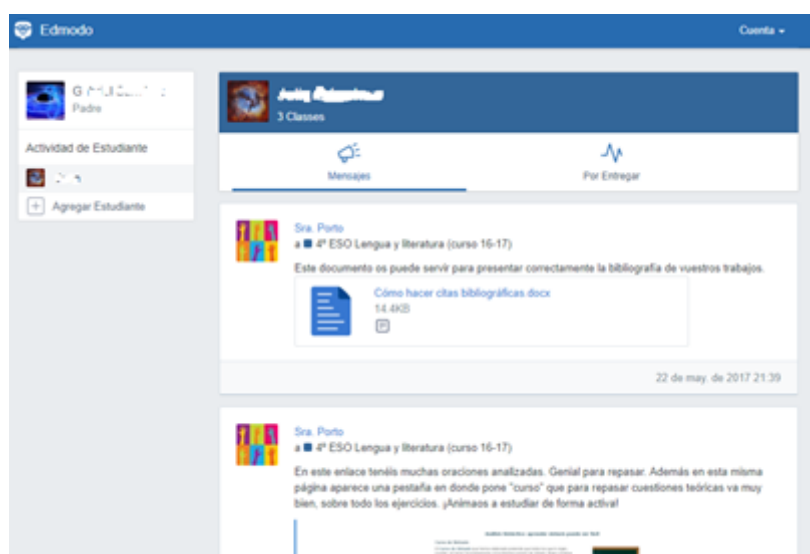 Edmodo
Cuenta
Padre
3 Classes
Actividad de Estudiante
Agregar Estudiante
Mensajes
Por Entregar
Sra. Porto
a 4º ESO Lengua y literatura (curso 16-17)
Este documento os puede servir para presentar correctamente la bibliografía de vuestros trabajos.
Cómo hacer citas bibliográficas.docx
14.4KB
22 de may. de 2017 21:39
Sra. Porto
a 4º ESO Lengua y literatura (curso 16-17)
En este enlace tenéis muchas oraciones analizadas. Genial para repasar. Además en esta misma
página aparece una pestaña en donde pone "curso" que para repasar cuestiones teóricas va muy
bien, sobre todo los ejercicios. ¡Animaos a estudiar de forma activa!